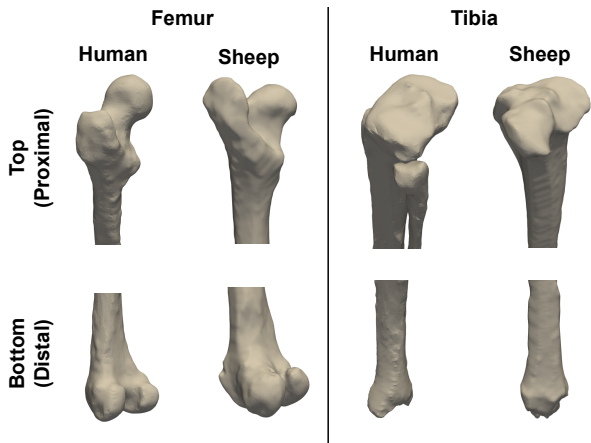 Femur
Tibia
Human
Sheep
Human
Sheep
Top
(Proximal)
Bottom
(Distal)